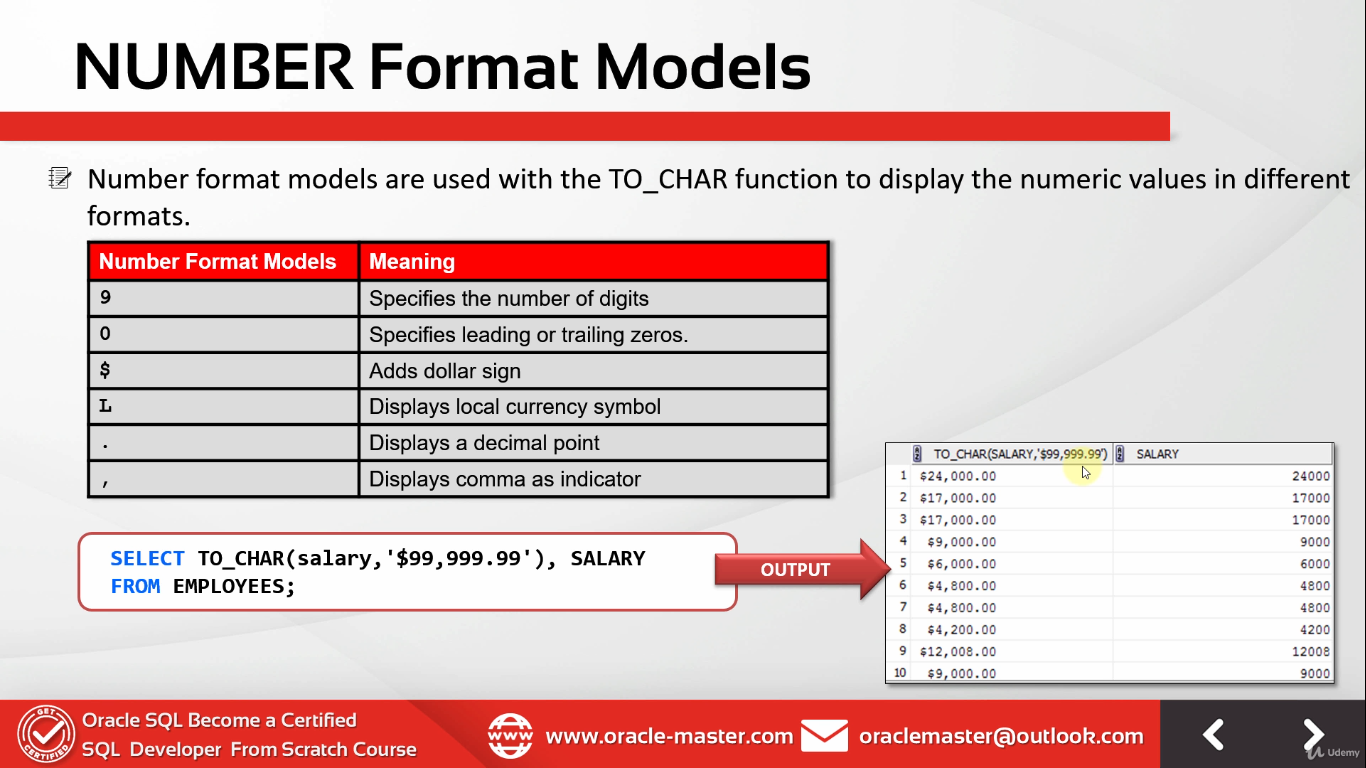 NUMBER Format Models
Number format models are used with the TO_CHAR function to display the numeric values in different
formats.
Number Format Models Meaning
9 Specifies the number of digits
0 Specifies leading or trailing zeros.
$ Adds dollar sign
L Displays local currency symbol
. Displays a decimal point
, Displays comma as indicator
SELECT TO_CHAR(salary,'$99,999.99'), SALARY
FROM EMPLOYEES;
OUTPUT
TO_CHAR(SALARY,'$99,999.99') SALARY
1 $24,000.00 24000
2 $17,000.00 17000
3 $17,000.00 17000
4 $9,000.00 9000
5 $6,000.00 6000
6 $4,800.00 4800
7 $4,800.00 4800
8 $4,200.00 4200
9 $12,008.00 12008
10 $9,000.00 9000
GET
CERTIFIED
Oracle SQL Become a Certified
SQL Developer From Scratch Course
WWW
www.oracle-master.com
oraclemaster@outlook.com
Udemy